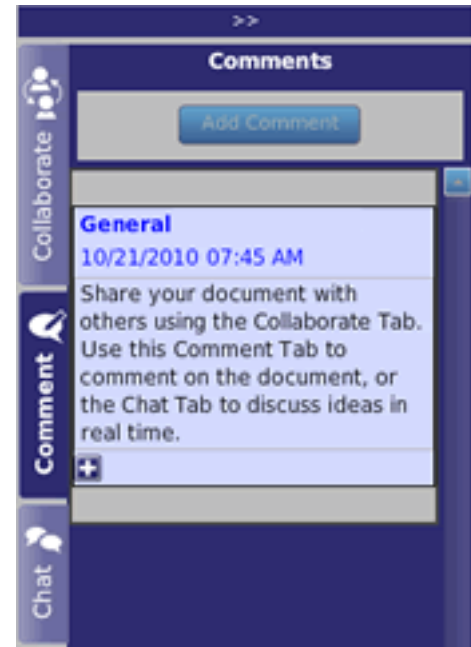 >>
Comments
Add Comment
Collaborate
General
10/21/2010 07:45 AM
Share your document with
others using the Collaborate Tab.
Use this Comment Tab to
comment on the document, or
the Chat Tab to discuss ideas in
real time.
Comment
Chat